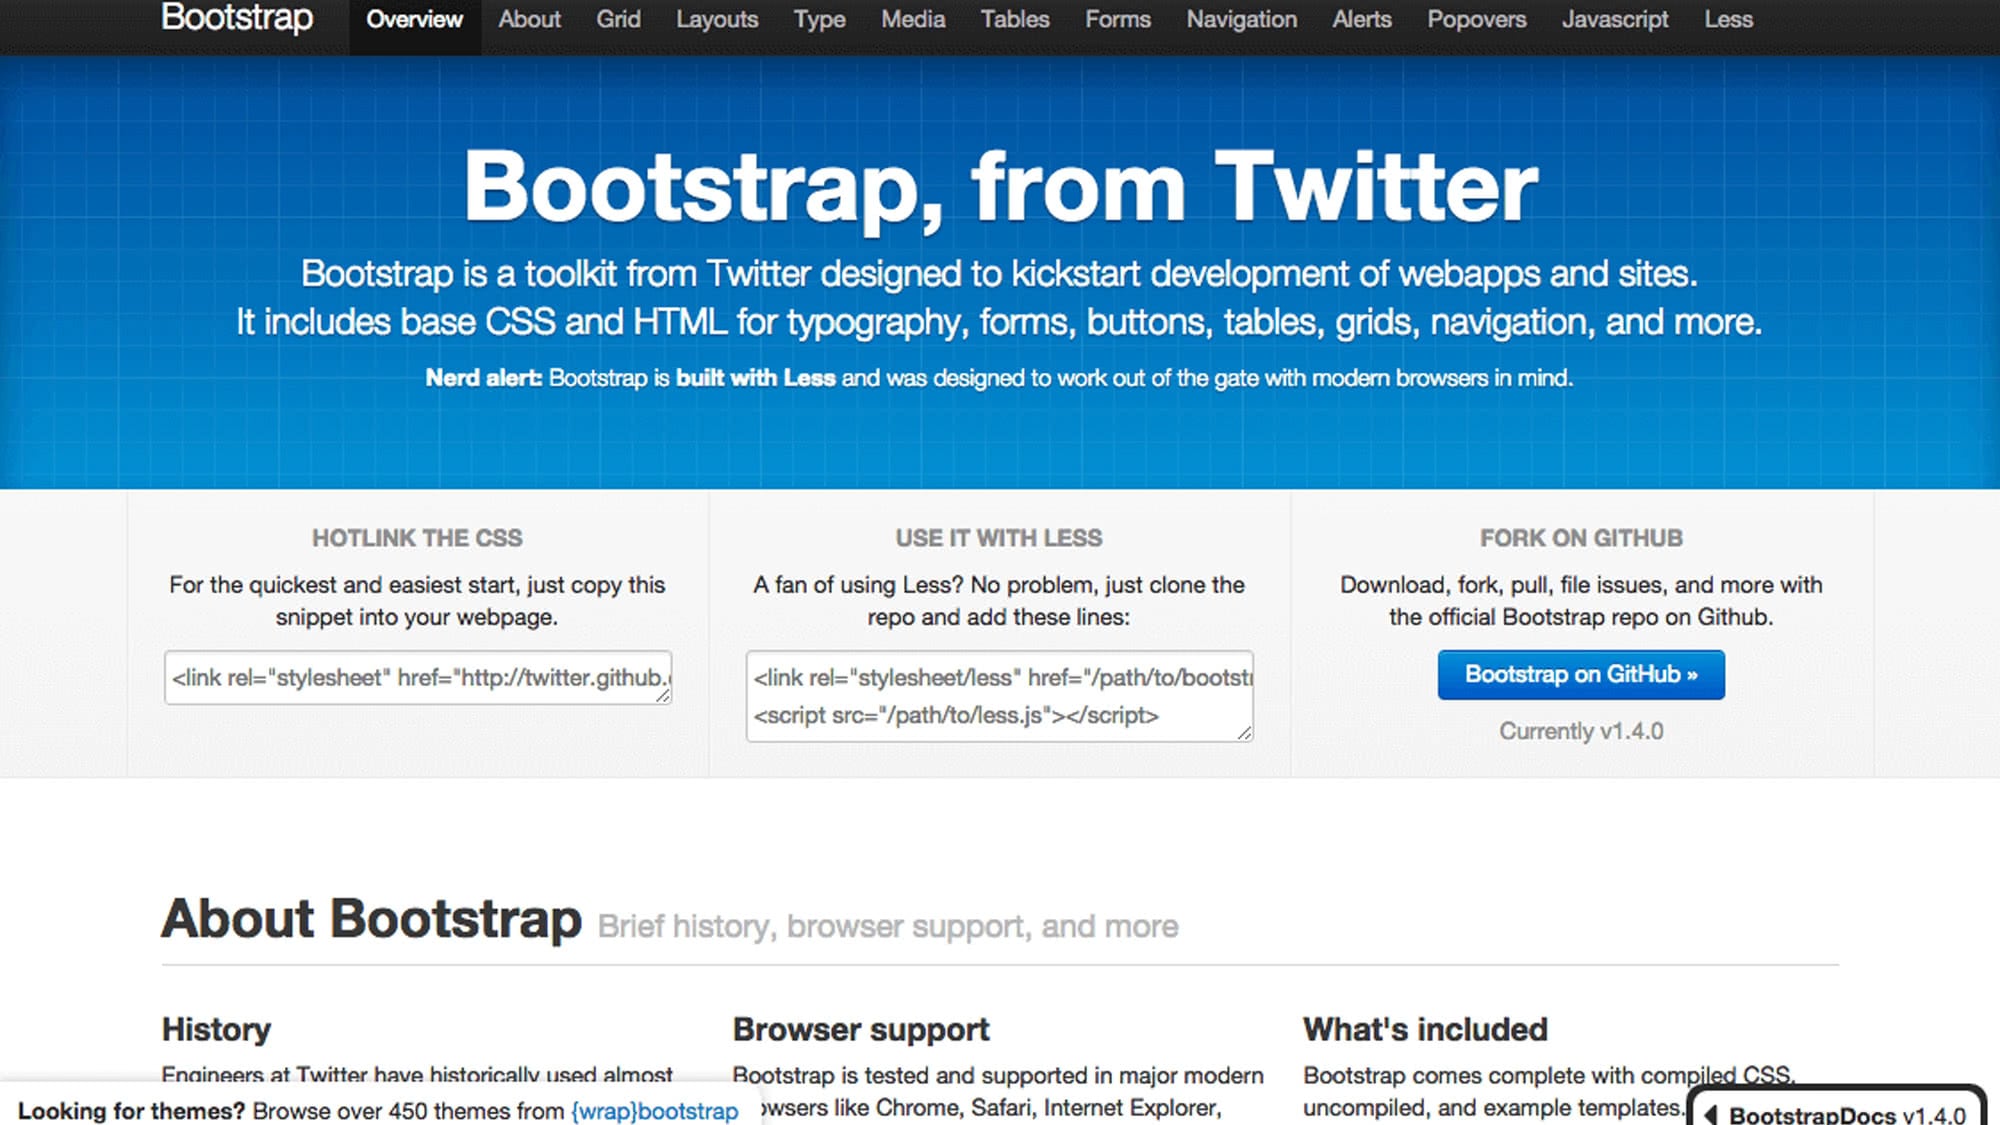 Bootstrap Overview About Grid Layouts Type Media Tables Forms Navigation Alerts Popovers Javascript Less
Bootstrap, from Twitter
Bootstrap is a toolkit from Twitter designed to kickstart development of webapps and sites.
It includes base CSS and HTML for typography, forms, buttons, tables, grids, navigation, and more.
Nerd alert: Bootstrap is built with Less and was designed to work out of the gate with modern browsers in mind.
HOTLINK THE CSS
For the quickest and easiest start, just copy this
snippet into your webpage.
<link rel="stylesheet" href="http://twitter.github.
USE IT WITH LESS
A fan of using Less? No problem, just clone the
repo and add these lines:
<link rel="stylesheet/less" href="/path/to/bootst
<script src="/path/to/less.js"></script>
FORK ON GITHUB
Download, fork, pull, file issues, and more with
the official Bootstrap repo on Github.
Bootstrap on GitHub »
Currently v1.4.0
About Bootstrap Brief history, browser support, and more
History
Engineers at Twitter have historically used almost
Browser support
Bootstrap is tested and supported in major modern
owsers like Chrome, Safari, Internet Explorer,
What's included
Bootstrap comes complete with compiled CSS,
uncompiled, and example templates.
Looking for themes? Browse over 450 themes from {wrap}bootstrap
BootstrapDocs v1.4.0